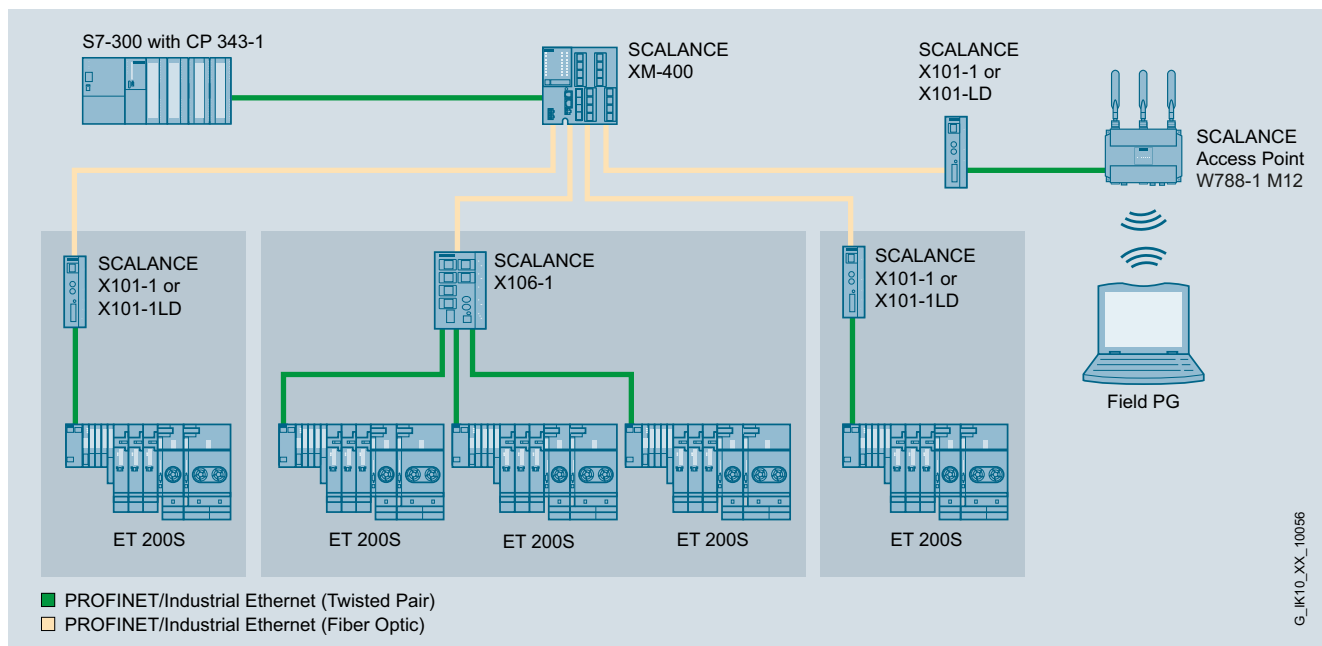 S7-300 with CP 343-1
SCALANCE
XM-400
SCALANCE
X101-1 or
X101-LD
SCALANCE
Access Point
W788-1 M12
SCALANCE
X101-1 or
X101-1LD
SCALANCE
X106-1
SCALANCE
X101-1 or
X101-1LD
Field PG
ET 200S
ET 200S
ET 200S
ET 200S
ET 200S
PROFINET/Industrial Ethernet (Twisted Pair)
PROFINET/Industrial Ethernet (Fiber Optic)
G_IK10_XX_10056